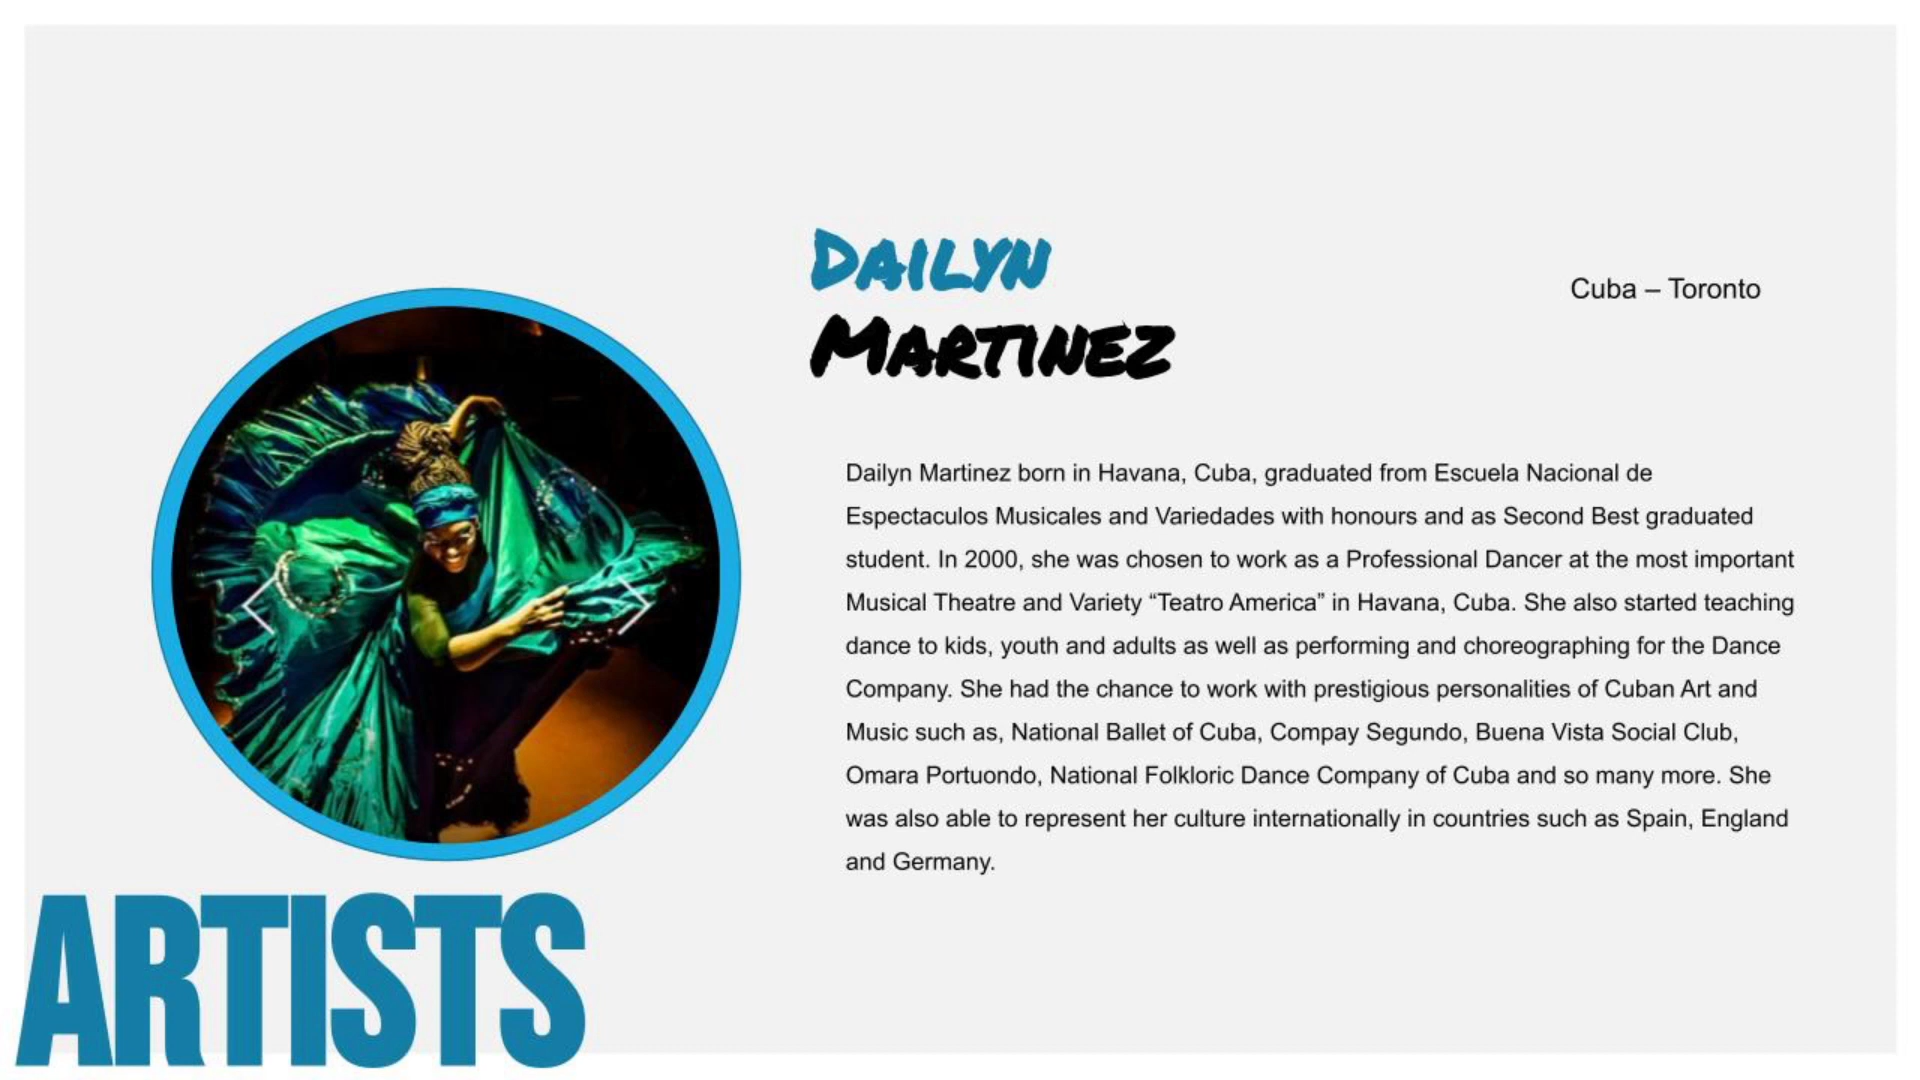 DAILYN
MARTINEZ
Cuba – Toronto
Dailyn Martinez born in Havana, Cuba, graduated from Escuela Nacional de
Espectaculos Musicales and Variedades with honours and as Second Best graduated
student. In 2000, she was chosen to work as a Professional Dancer at the most important
Musical Theatre and Variety “Teatro America” in Havana, Cuba. She also started teaching
dance to kids, youth and adults as well as performing and choreographing for the Dance
Company. She had the chance to work with prestigious personalities of Cuban Art and
Music such as, National Ballet of Cuba, Compay Segundo, Buena Vista Social Club,
Omara Portuondo, National Folkloric Dance Company of Cuba and so many more. She
was also able to represent her culture internationally in countries such as Spain, England
and Germany.
ARTISTS